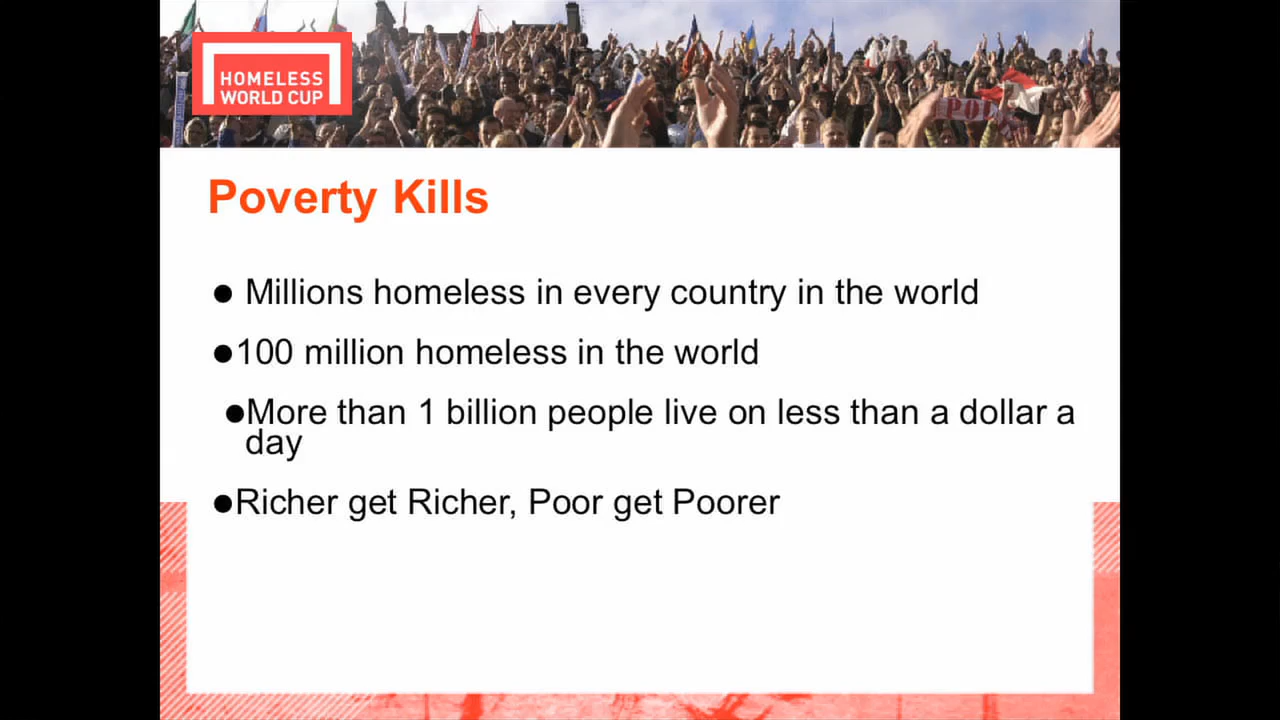 HOMELESS
WORLD CUP
Poverty Kills
● Millions homeless in every country in the world
●100 million homeless in the world
●More than 1 billion people live on less than a dollar a
day
●Richer get Richer, Poor get Poorer